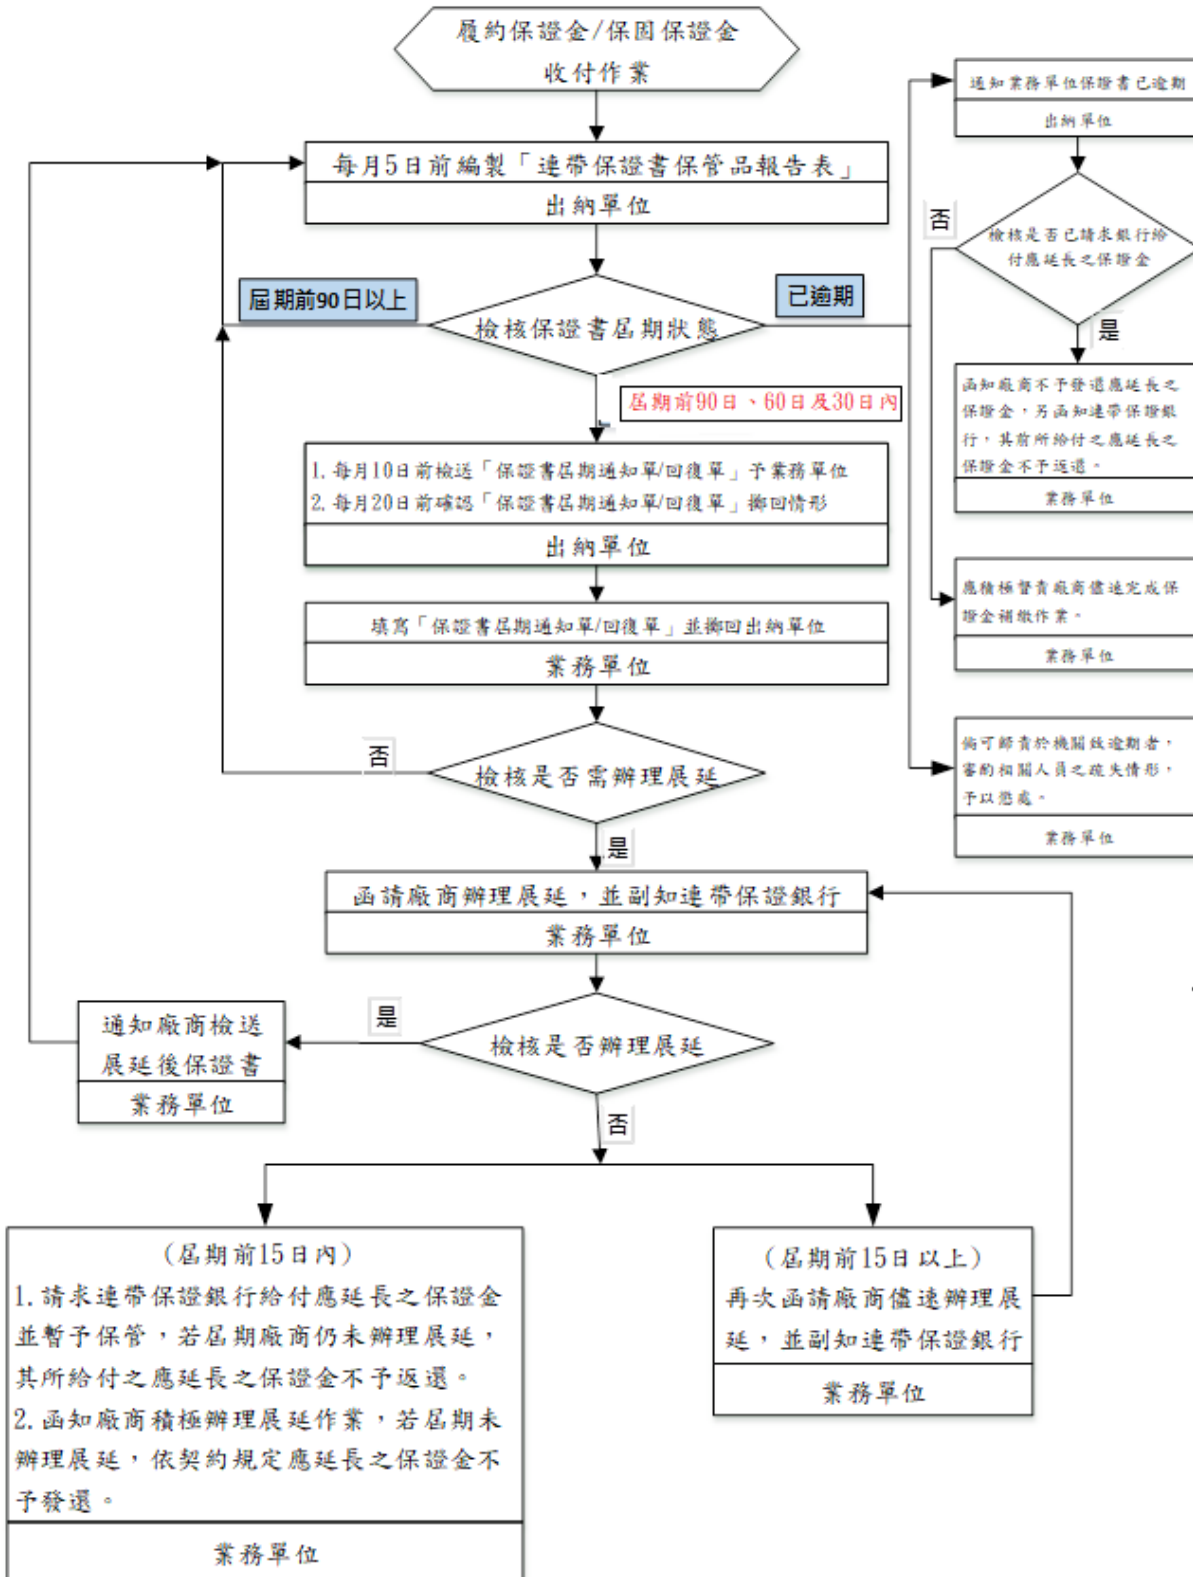 履約保證金/保固保證金
收付作業
每月5日前編製「連帶保證書保管品報告表」
出納單位
屆期前90日以上
檢核保證書屆期狀態
已逾期
屆期前90日、60日及30日內
1.每月10日前檢送「保證書屆期通知單/回復單」予業務單位
2.每月20日前確認「保證書屆期通知單/回復單」擲回情形
出納單位
填寫「保證書屆期通知單/回復單」並擲回出納單位
業務單位
否
檢核是否需辦理展延
是
函請廠商辦理展延，並副知連帶保證銀行
業務單位
是
檢核是否辦理展延
否
通知廠商檢送
展延後保證書
業務單位
(屆期前15日內)
1.請求連帶保證銀行給付應延長之保證金
並暫予保管，若屆期廠商仍未辦理展延，
其所給付之應延長之保證金不予返還。
2.函知廠商積極辦理展延作業，若屆期未
辦理展延，依契約規定應延長之保證金不
予發還。
業務單位
(屆期前15日以上)
再次函請廠商儘速辦理展
延，並副知連帶保證銀行
業務單位
通知業務單位保證書已逾期
出納單位
否
檢核是否已請求銀行給
付應延長之保證金
是
函知廠商不予發還應延長之
保證金，另函知連帶保證銀
行，其前所給付之應延長之
保證金不予返還。
業務單位
應積極督責廠商儘速完成保
證金補繳作業。
業務單位
倘可歸責於機關致逾期者，
審酌相關人員之疏失情形，
予以懲處。
業務單位